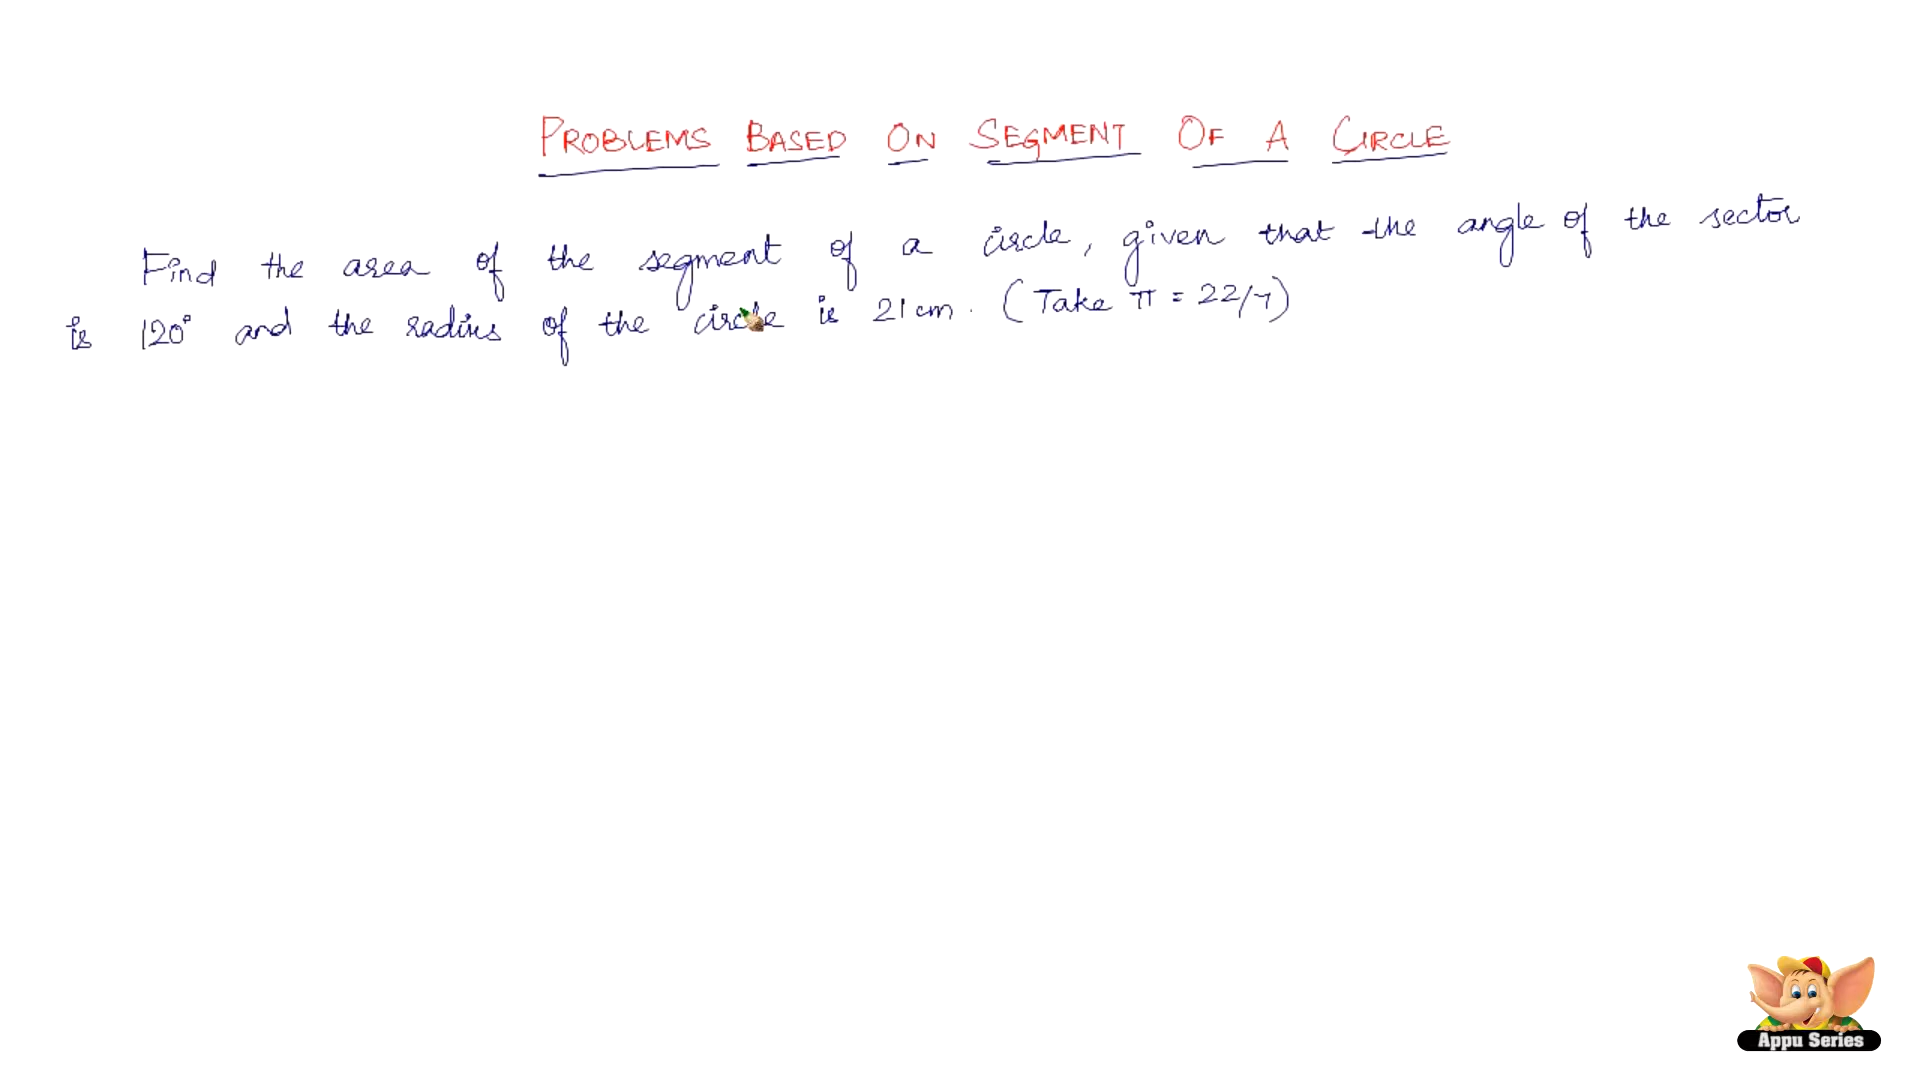 PROBLEMS BASED ON SEGMENT OF A CIRCLE
Find the area of the segment of a circle, given that the angle of the sector
is 120° and the radius of the circle is 21 cm. (Take π = 22/7)
Appu Series